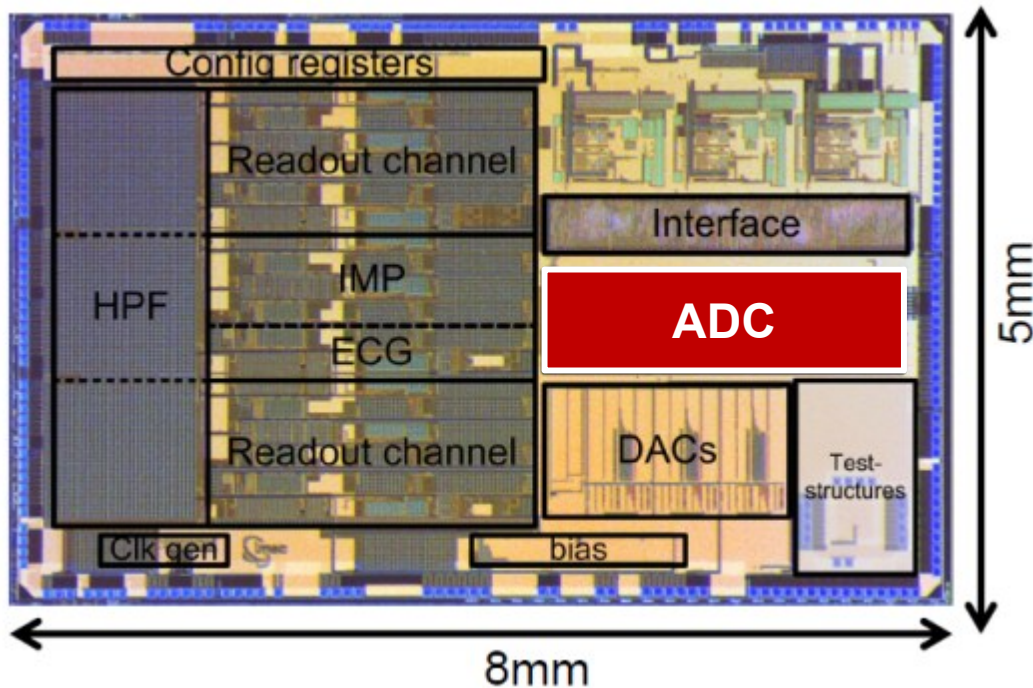 Config registers
Readout channel
Interface
IMP
HPF
ADC
ECG
5mm
Readout channel
DACs
Test-
structures
Clk gen
imec
bias
8mm